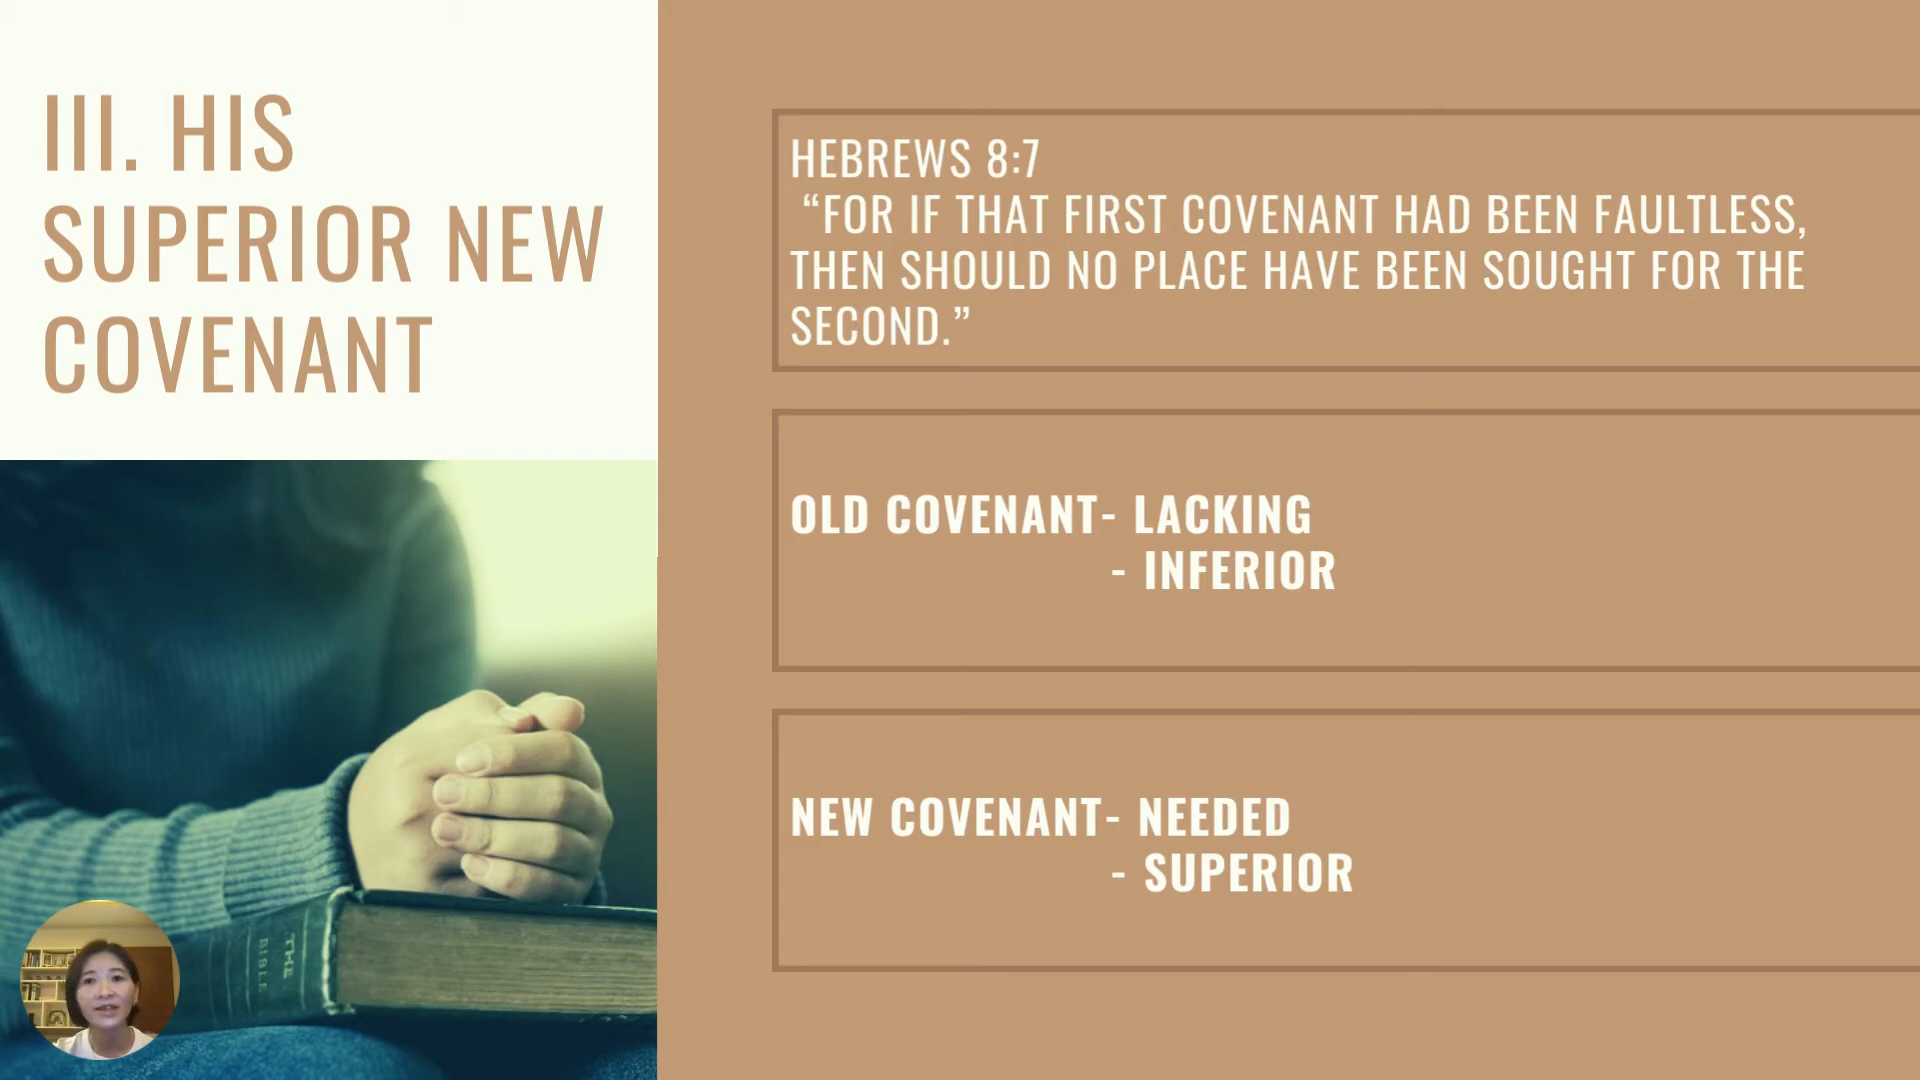 III. HIS
SUPERIOR NEW
COVENANT
HEBREWS 8:7
“FOR IF THAT FIRST COVENANT HAD BEEN FAULTLESS,
THEN SHOULD NO PLACE HAVE BEEN SOUGHT FOR THE
SECOND.”
OLD COVENANT- LACKING
- INFERIOR
NEW COVENANT- NEEDED
- SUPERIOR
THE
BIBLE